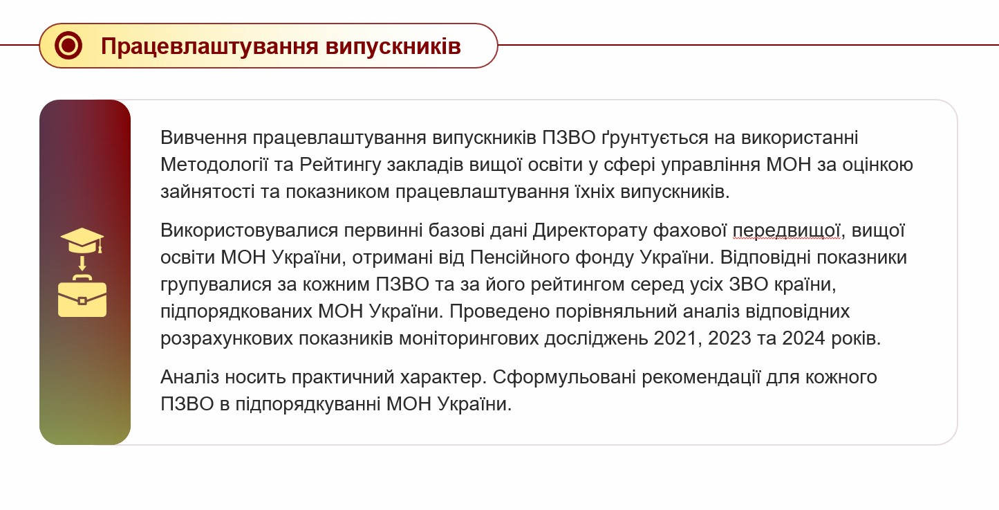 Працевлаштування випускників
Вивчення працевлаштування випускників ПЗВО ґрунтується на використанні
Методології та Рейтингу закладів вищої освіти у сфері управління МОН за оцінкою
зайнятості та показником працевлаштування їхніх випускників.
Використовувалися первинні базові дані Директорату фахової передвищої, вищої
освіти МОН України, отримані від Пенсійного фонду України. Відповідні показники
групувалися за кожним ПЗВО та за його рейтингом серед усіх ЗВО країни,
підпорядкованих МОН України. Проведено порівняльний аналіз відповідних
розрахункових показників моніторингових досліджень 2021, 2023 та 2024 років.
Аналіз носить практичний характер. Сформульовані рекомендації для кожного
ПЗВО в підпорядкуванні МОН України.